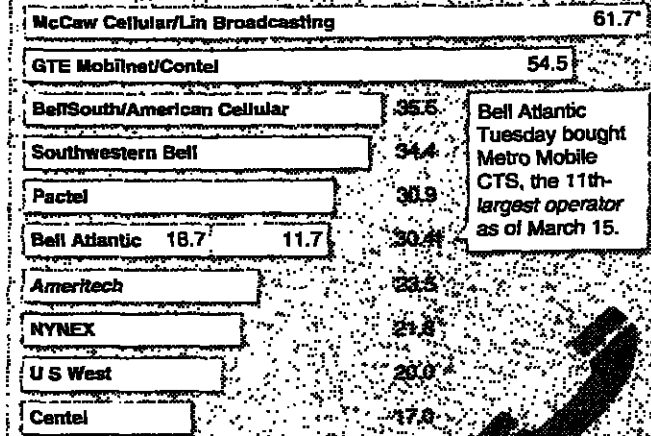 McCaw Cellular/Lin Broadcasting 61.7*
GTE Mobilnet/Contel 54.5
BellSouth/American Cellular 35.5
Southwestern Bell 34.4
Pactel 30.9
Bell Atlantic 18.7 11.7 30.4†
Ameritech 23.5
NYNEX
U S West 20.0
Centel 17.0
Bell Atlantic
Tuesday bought
Metro Mobile
CTS, the 11th-
largest operator
as of March 15.